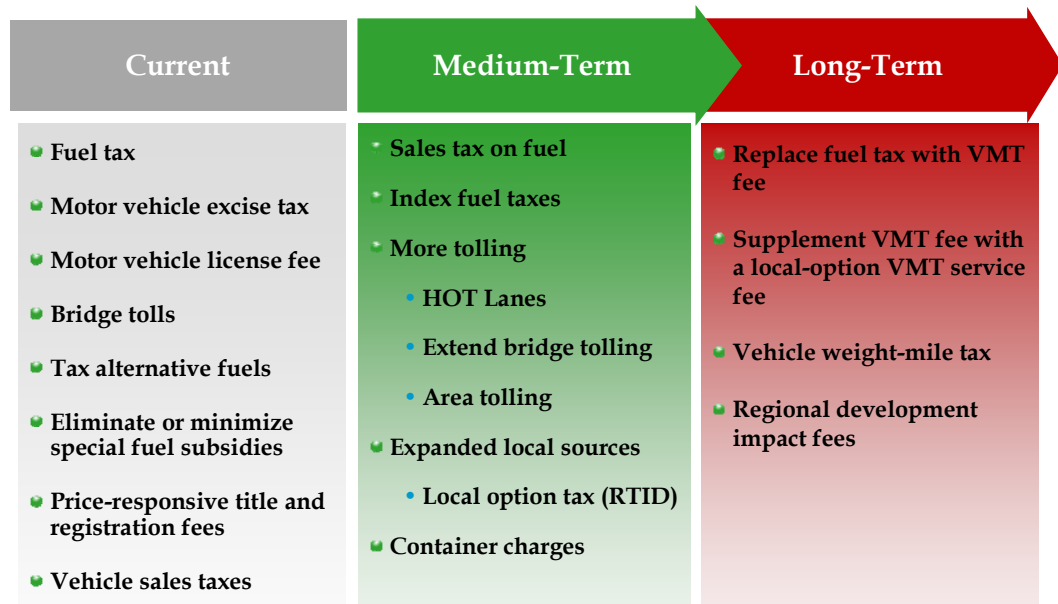 Current
Fuel tax
Motor vehicle excise tax
Motor vehicle license fee
Bridge tolls
Tax alternative fuels
Eliminate or minimize
special fuel subsidies
Price-responsive title and
registration fees
Vehicle sales taxes
Medium-Term
Sales tax on fuel
Index fuel taxes
More tolling
• HOT Lanes
• Extend bridge tolling
• Area tolling
Expanded local sources
• Local option tax (RTID)
Container charges
Long-Term
Replace fuel tax with VMT
fee
Supplement VMT fee with
a local-option VMT service
fee
Vehicle weight-mile tax
Regional development
impact fees